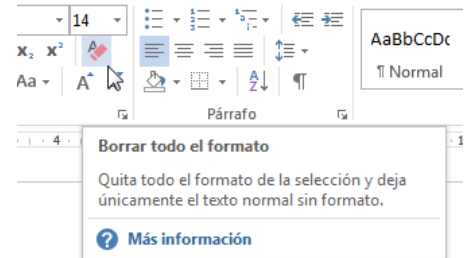 14
x₂ x² A
Aa A A
A Z
¶
AaBbCcDc
¶ Normal
Párrafo
4
1
Borrar todo el formato
Quita todo el formato de la selección y deja
únicamente el texto normal sin formato.
? Más información